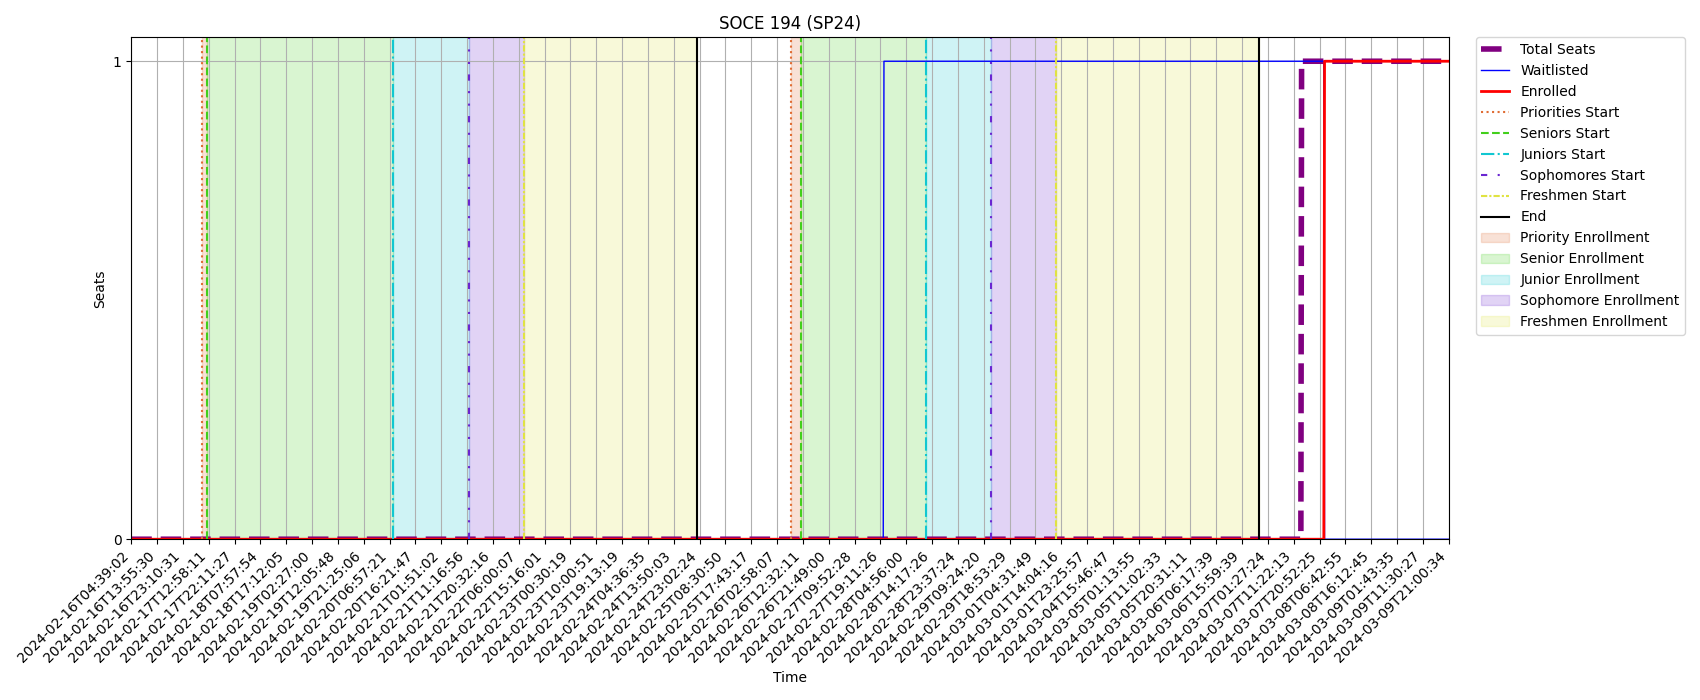 SOCE 194 (SP24)
Total Seats
Waitlisted
Enrolled
Priorities Start
Seniors Start
Juniors Start
Sophomores Start
Freshmen Start
End
Priority Enrollment
Senior Enrollment
Junior Enrollment
Sophomore Enrollment
Freshmen Enrollment
1
0
Seats
2024-02-16T04:39:02
2024-02-16T13:55:30
2024-02-16T23:10:31
2024-02-17T12:58:11
2024-02-17T22:11:27
2024-02-18T07:57:54
2024-02-18T17:12:05
2024-02-19T02:27:00
2024-02-19T12:05:48
2024-02-19T21:25:06
2024-02-20T06:57:21
2024-02-20T16:21:47
2024-02-21T01:51:02
2024-02-21T11:16:56
2024-02-21T20:32:16
2024-02-22T06:00:07
2024-02-22T15:16:01
2024-02-23T00:30:19
2024-02-23T10:00:51
2024-02-23T19:13:19
2024-02-24T04:36:35
2024-02-24T13:50:03
2024-02-24T23:02:24
2024-02-25T08:30:50
2024-02-25T17:43:17
2024-02-26T02:58:07
2024-02-26T12:32:11
2024-02-26T21:49:00
2024-02-27T09:52:28
2024-02-27T19:11:26
2024-02-28T04:56:00
2024-02-28T14:17:26
2024-02-28T23:37:24
2024-02-29T09:24:20
2024-02-29T18:53:29
2024-03-01T04:31:49
2024-03-01T14:04:16
2024-03-01T23:25:57
2024-03-04T15:46:47
2024-03-05T01:13:55
2024-03-05T11:02:33
2024-03-05T20:31:11
2024-03-06T06:17:39
2024-03-06T15:59:39
2024-03-07T01:27:24
2024-03-07T11:22:13
2024-03-07T20:52:25
2024-03-08T06:42:55
2024-03-08T16:12:45
2024-03-09T01:43:35
2024-03-09T11:30:27
2024-03-09T21:00:34
Time